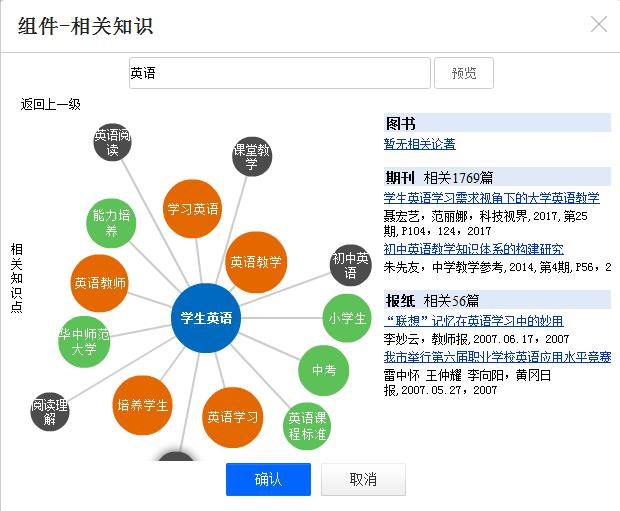 组件-相关知识
英语
预览
返回上一级
相关知识点
英语阅
读
课堂教
学
学习英语
能力培
养
英语教学
初中英
语
英语教师
学生英语
小学生
华中师范
大学
中考
阅读理
解
培养学生
英语学习
英语课
程标准
图书
暂无相关论著
期刊 相关1769篇
学生英语学习需求视角下的大学英语教学
聂宏艺，范丽娜，科技视界,2017,第25
期,P104，124，2017
初中英语教学知识体系的构建研究
朱先友，中学教学参考,2014,第4期,P56，2
报纸 相关56篇
“联想”记忆在英语学习中的妙用
李妙云，教师报,2007.06.17，2007
我市举行第六届职业学校英语应用水平竞赛
雷中怀 王仲耀 李向阳，黄冈日
报,2007.05.27，2007
确认
取消